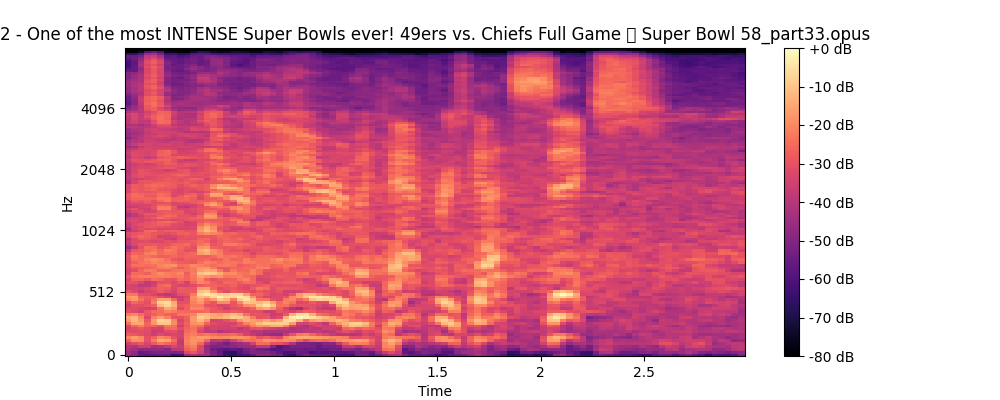 2 - One of the most INTENSE Super Bowls ever! 49ers vs. Chiefs Full Game  Super Bowl 58_part33.opus
+0 dB
-10 dB
-20 dB
-30 dB
-40 dB
-50 dB
-60 dB
-70 dB
-80 dB
4096
2048
1024
512
0
Hz
0
0.5
1
1.5
2
2.5
Time